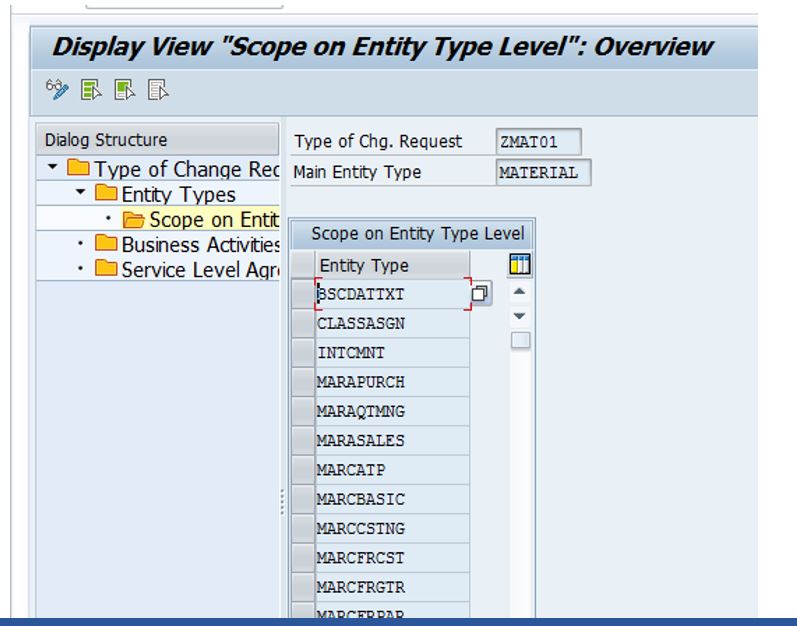 Display View "Scope on Entity Type Level": Overview
Dialog Structure
Type of Change Rec
Entity Types
Scope on Entit
Business Activities
Service Level Agre
Type of Chg. Request ZMAT01
Main Entity Type MATERIAL
Scope on Entity Type Level
Entity Type
BSCDATTXT
CLASSASGN
INTCMNT
MARAPURCH
MARAQTMNG
MARASALES
MARCATP
MARCBASIC
MARCCSTNG
MARCFRCST
MARCFRGTR
MARCFRPAR